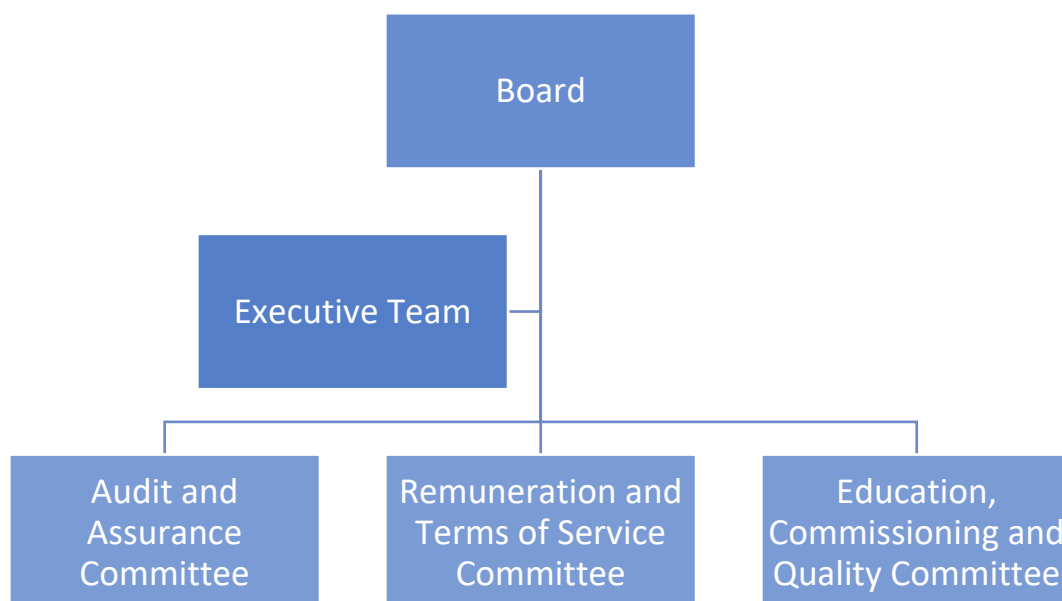 Board
Executive Team
Audit and
Assurance
Committee
Remuneration and
Terms of Service
Committee
Education,
Commissioning and
Quality Committee